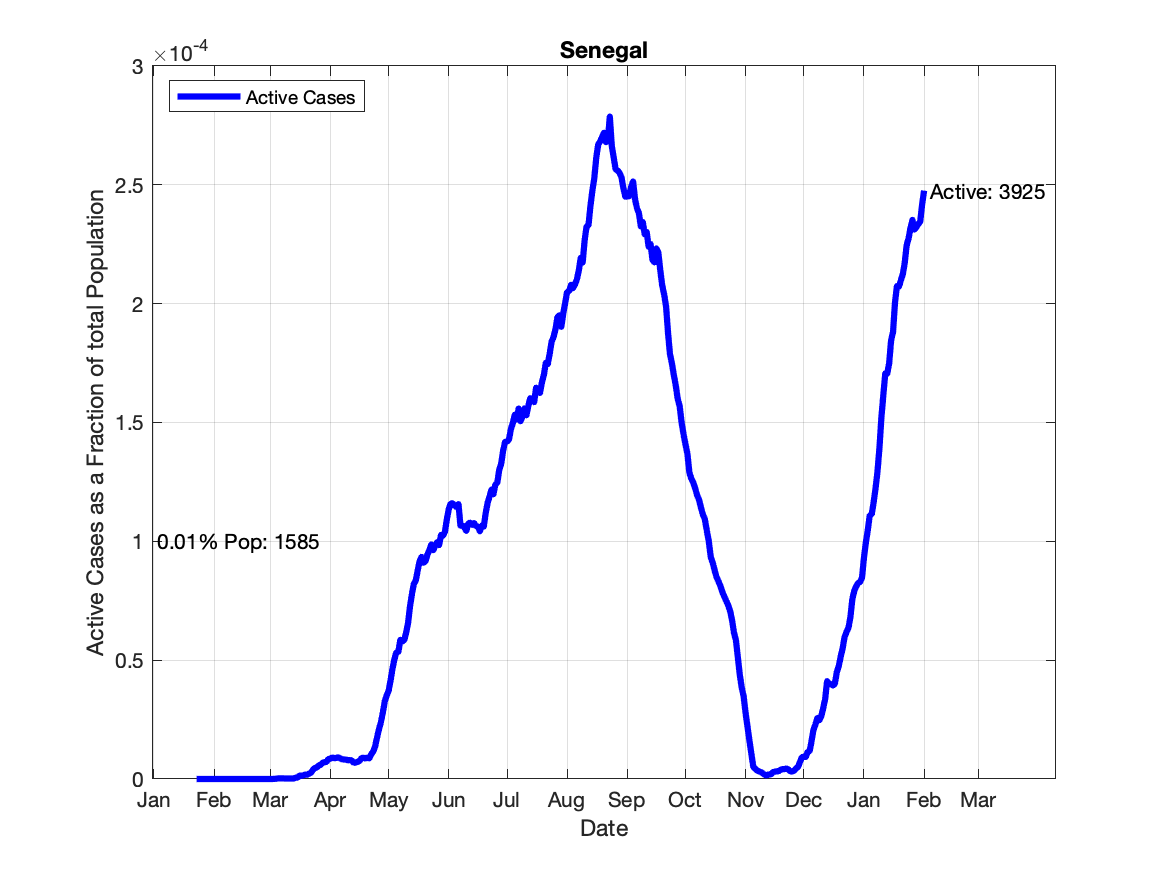 Senegal
×10⁻⁴
Active Cases
3
2.5
2
1.5
1
0.5
0
Active Cases as a Fraction of total Population
Active: 3925
0.01% Pop: 1585
Jan Feb Mar Apr May Jun Jul Aug Sep Oct Nov Dec Jan Feb Mar
Date